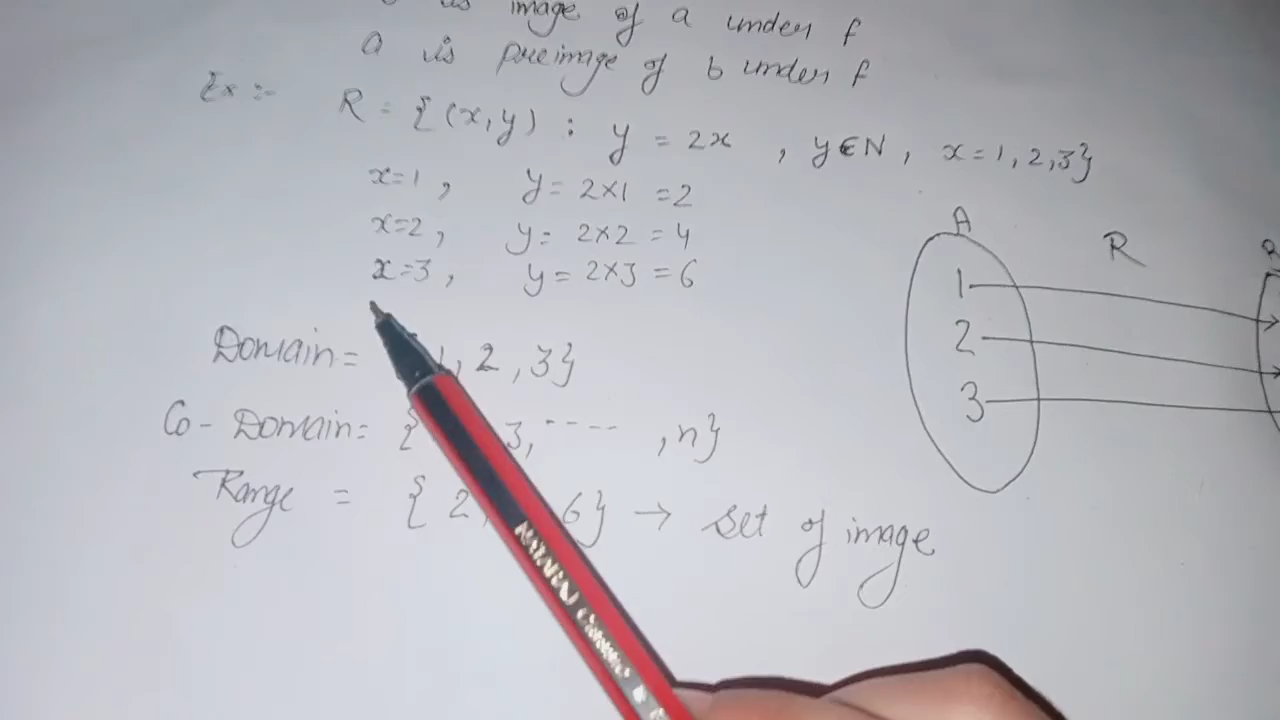 is image of a under f
a is preimage of b under f
Ex :- R = {(x,y) : y = 2x , y∈N , x=1,2,3}
x=1 , y= 2×1 =2
x=2 , y= 2×2 = 4
x=3 , y= 2×3 = 6
A R
1
2
3
Domain = 1, 2, 3}
Co-Domain= { 3, ---- , n}
Range = { 2, 6} → set of image